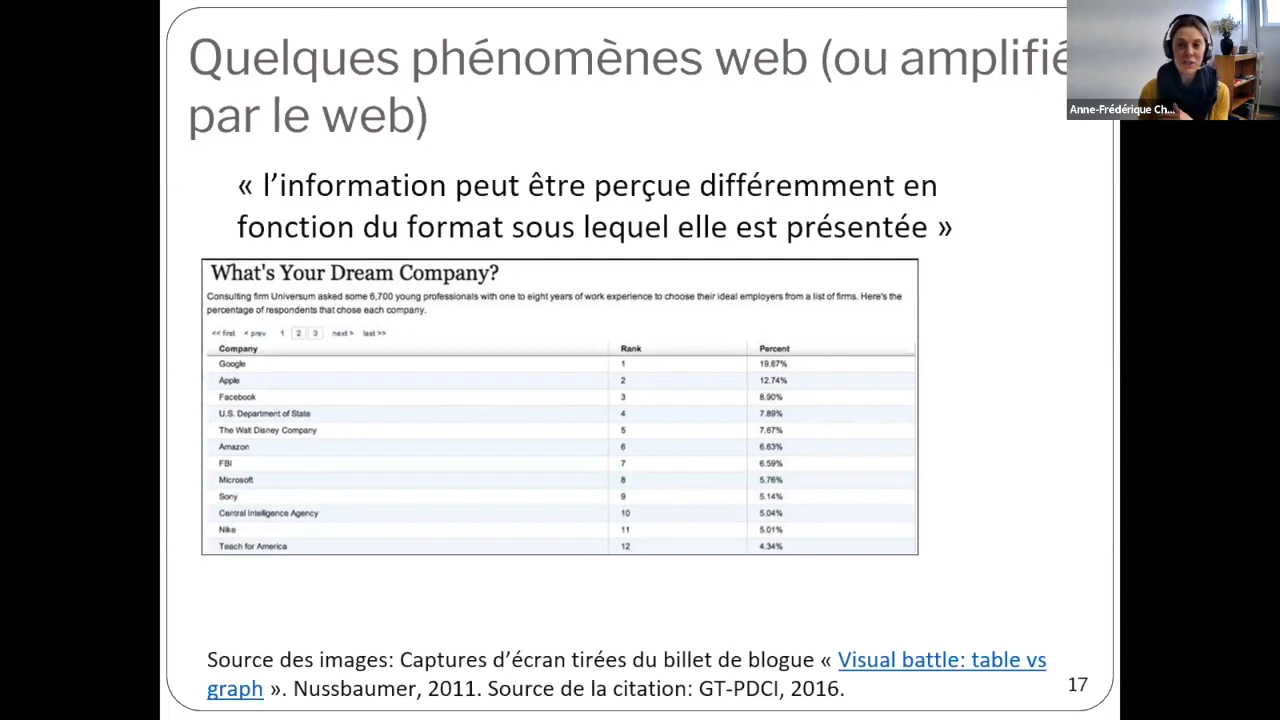 Quelques phénomènes web (ou amplifié
par le web)
Anne-Frédérique Ch...
« l’information peut être perçue différemment en
fonction du format sous lequel elle est présentée »
What's Your Dream Company?
Consulting firm Universum asked some 6,700 young professionals with one to eight years of work experience to choose their ideal employers from a list of firms. Here's the
percentage of respondents that chose each company.
<< first < prev 1 2 3 next > last >>
Company Rank Percent
Google 1 19.67%
Apple 2 12.74%
Facebook 3 8.90%
U.S. Department of State 4 7.89%
The Walt Disney Company 5 7.67%
Amazon 6 6.63%
FBI 7 6.59%
Microsoft 8 5.76%
Sony 9 5.14%
Central Intelligence Agency 10 5.04%
Nike 11 5.01%
Teach for America 12 4.34%
Source des images: Captures d’écran tirées du billet de blogue « Visual battle: table vs
graph ». Nussbaumer, 2011. Source de la citation: GT-PDCI, 2016.
17